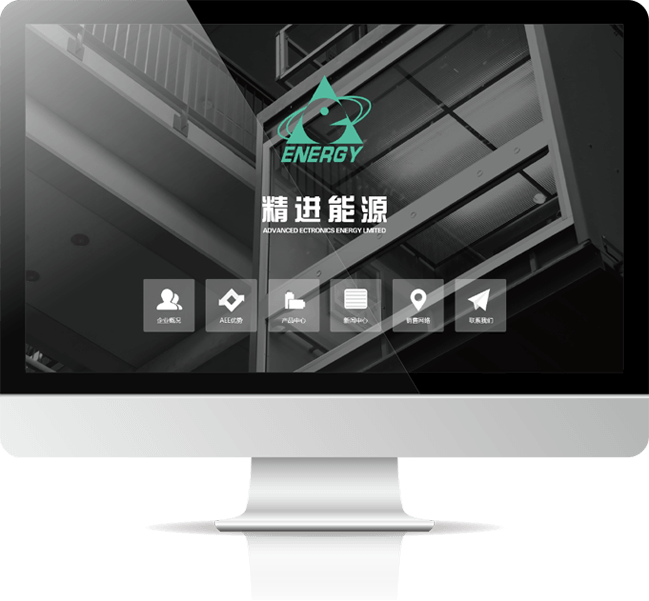 ENERGY
精进能源
ADVANCED ECTRONICS ENERGY LIMITED
企业概况
AEE优势
产品中心
新闻中心
销售网络
联系我们